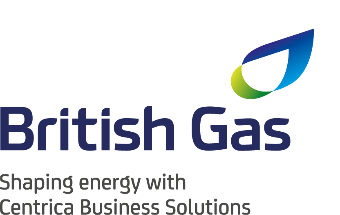 British Gas
Shaping energy with
Centrica Business Solutions